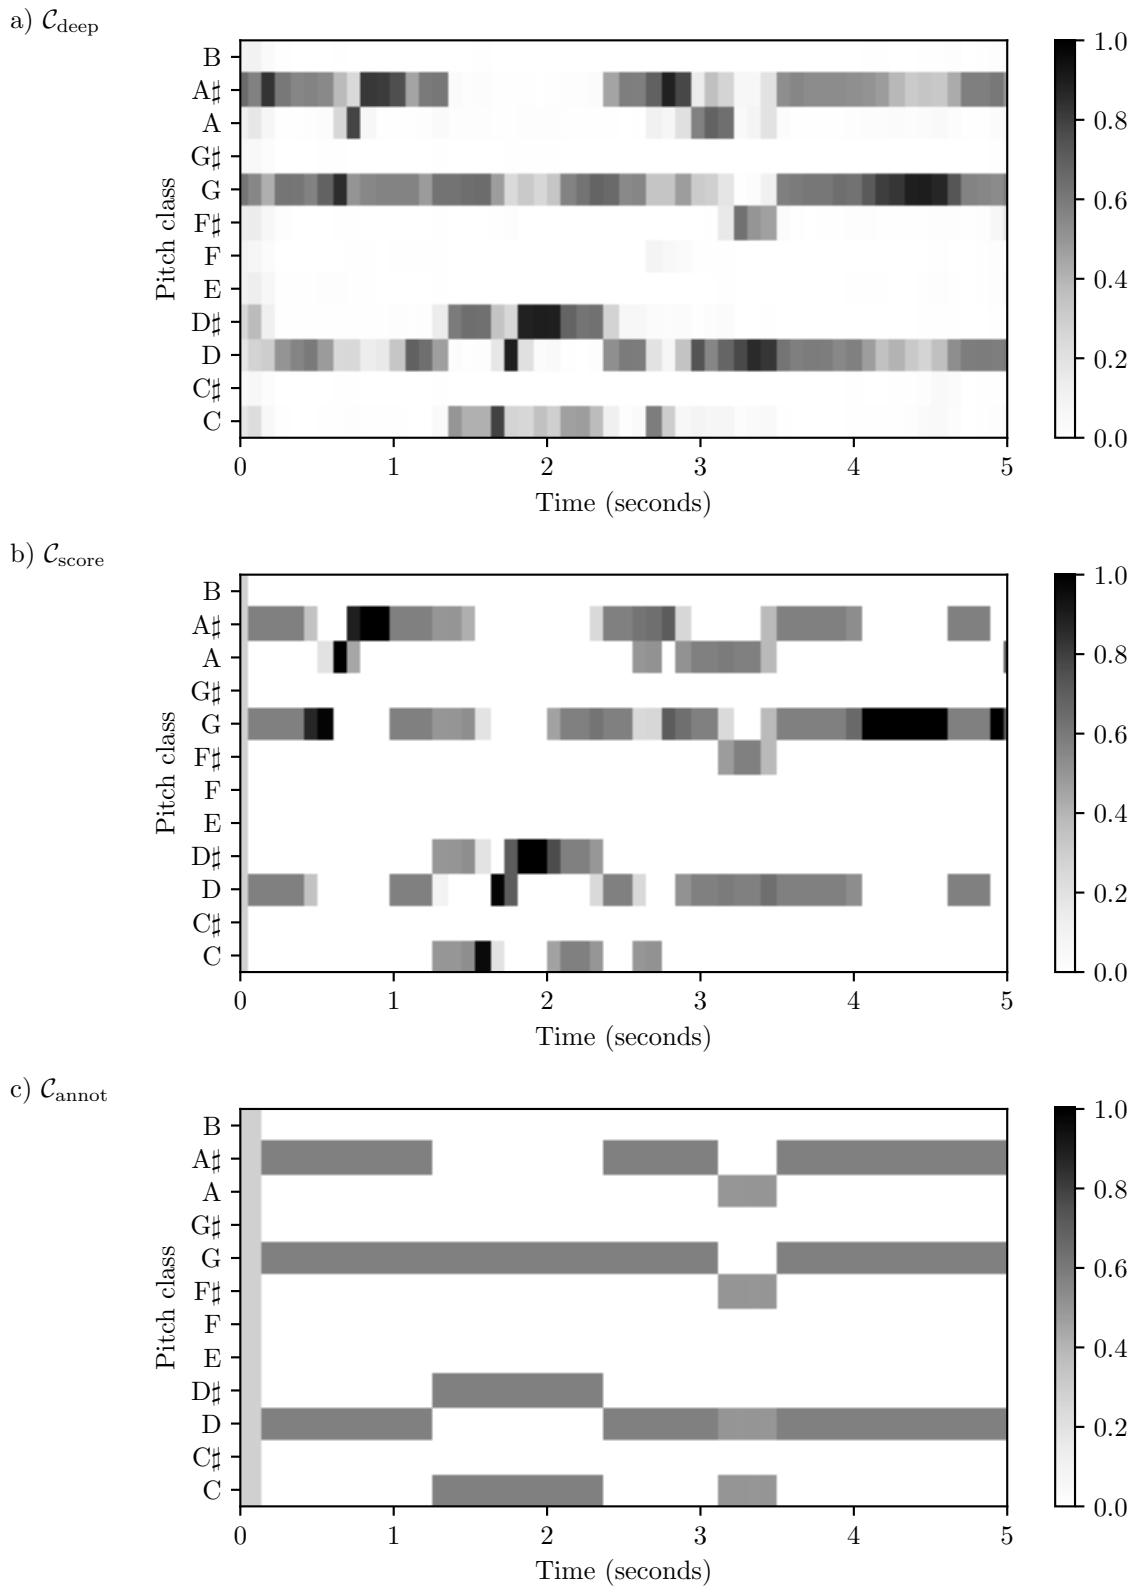 a) 𝒞deep
B
A♯
A
G♯
G
F♯
F
E
D♯
D
C♯
C
Pitch class
0 1 2 3 4 5
Time (seconds)
1.0
0.8
0.6
0.4
0.2
0.0
b) 𝒞score
B
A♯
A
G♯
G
F♯
F
E
D♯
D
C♯
C
Pitch class
0 1 2 3 4 5
Time (seconds)
1.0
0.8
0.6
0.4
0.2
0.0
c) 𝒞annot
B
A♯
A
G♯
G
F♯
F
E
D♯
D
C♯
C
Pitch class
0 1 2 3 4 5
Time (seconds)
1.0
0.8
0.6
0.4
0.2
0.0